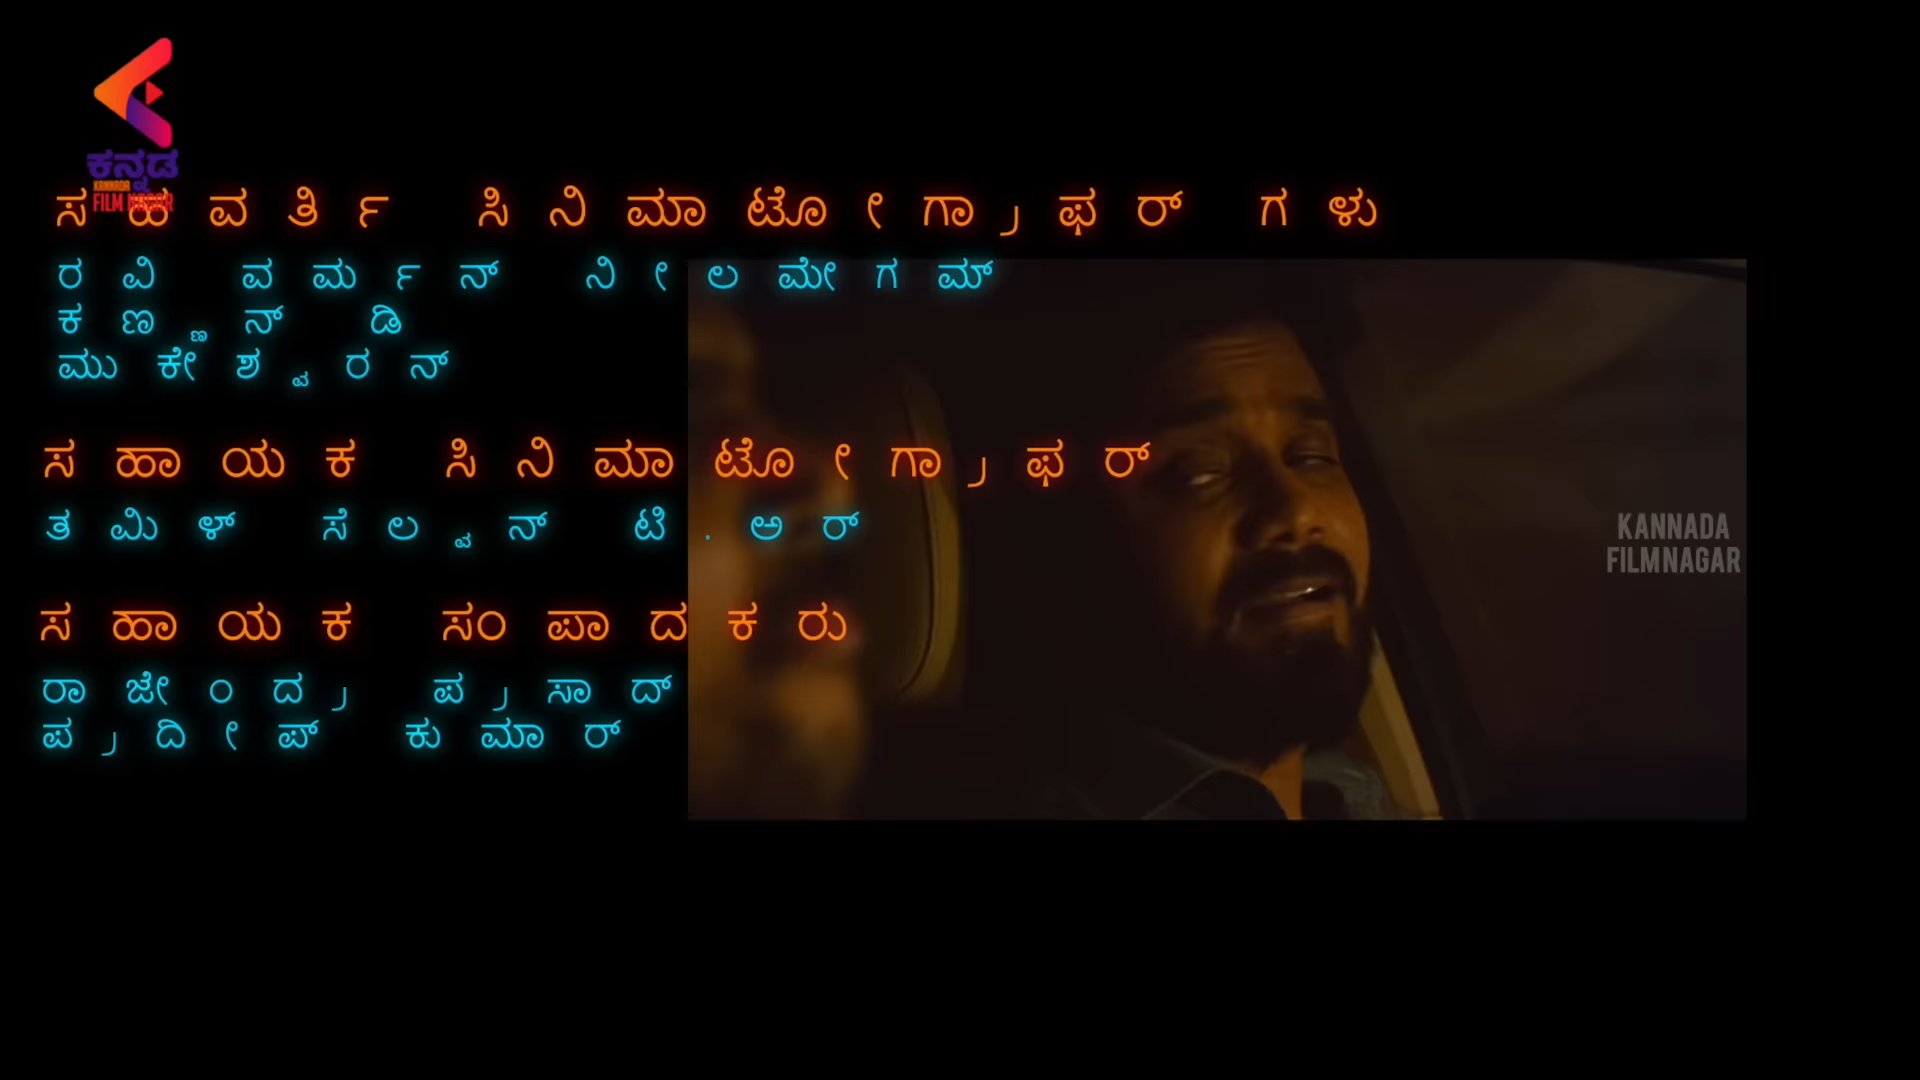 ಕನ್ನಡ
KANNADA
FILM NAGAR
ಸಹವರ್ತಿ ಸಿನಿಮಾಟೋಗ್ರಾಫರ್ ಗಳು
ರವಿ ವರ್ಮನ್ ನೀಲಮೇಗಮ್
ಕಣ್ಣನ್ ಡಿ
ಮುಕೇಶ್ವರನ್
ಸಹಾಯಕ ಸಿನಿಮಾಟೋಗ್ರಾಫರ್
ತಮಿಳ್ ಸೆಲ್ವನ್ ಟಿ.ಅರ್
KANNADA
FILMNAGAR
ಸಹಾಯಕ ಸಂಪಾದಕರು
ರಾಜೇಂದ್ರ ಪ್ರಸಾದ್
ಪ್ರದೀಪ್ ಕುಮಾರ್